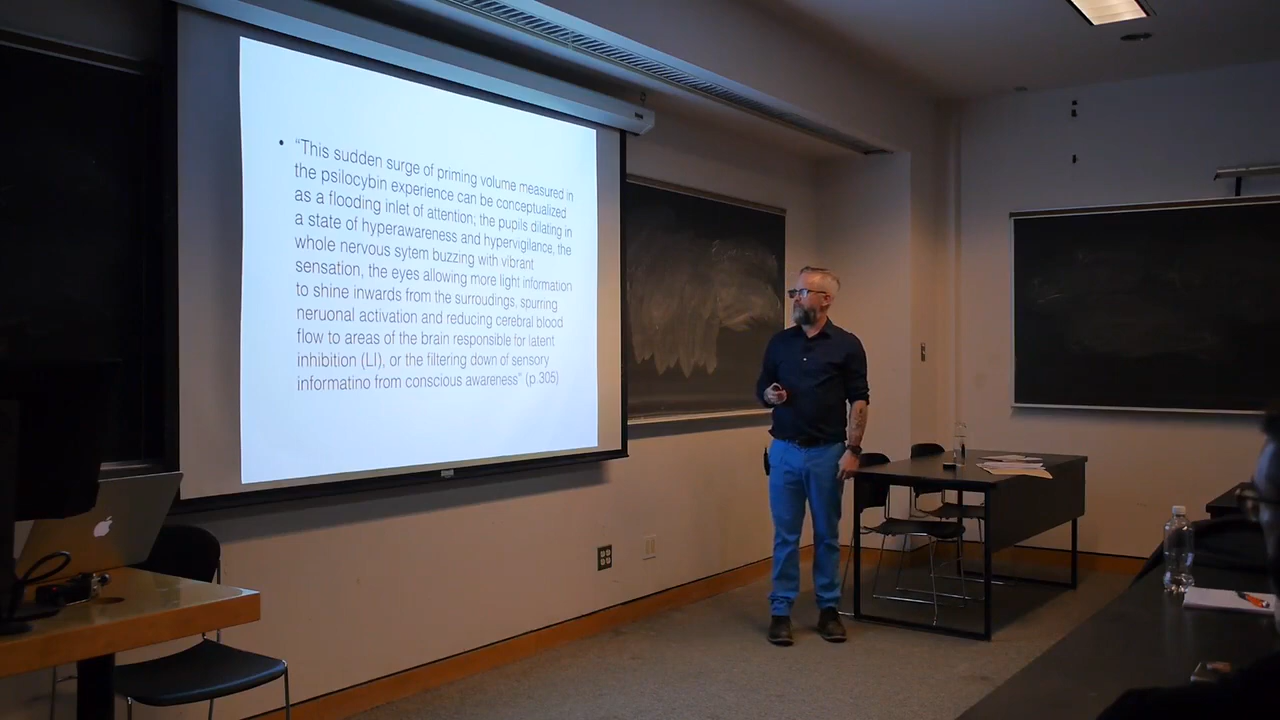 • “This sudden surge of priming volume measured in
the psilocybin experience can be conceptualized
as a flooding inlet of attention; the pupils dilating in
a state of hyperawareness and hypervigilance, the
whole nervous sytem buzzing with vibrant
sensation, the eyes allowing more light information
to shine inwards from the surroudings, spurring
neruonal activation and reducing cerebral blood
flow to areas of the brain responsible for latent
inhibition (LI), or the filtering down of sensory
informatino from conscious awareness” (p.305)